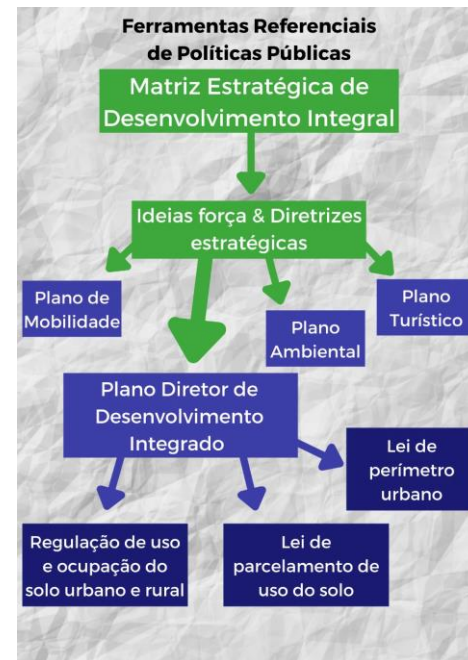 Ferramentas Referenciais
de Políticas Públicas
Matriz Estratégica de
Desenvolvimento Integral
Ideias força & Diretrizes
estratégicas
Plano de
Mobilidade
Plano
Ambiental
Plano
Turístico
Plano Diretor de
Desenvolvimento
Integrado
Lei de
perímetro
urbano
Regulação de uso
e ocupação do
solo urbano e rural
Lei de
parcelamento de
uso do solo